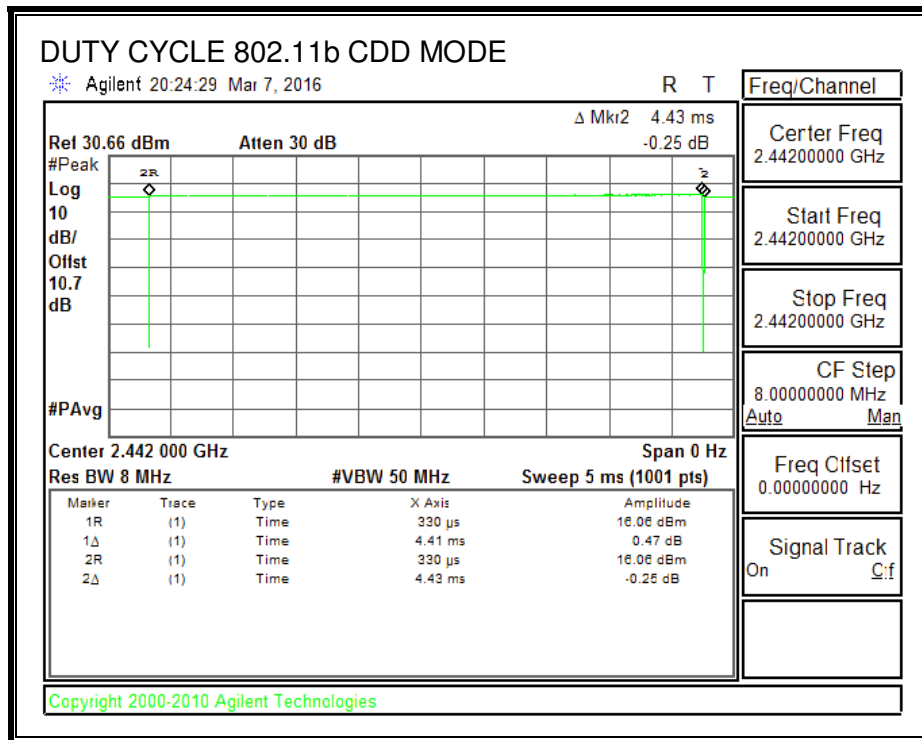 DUTY CYCLE 802.11b CDD MODE
Agilent 20:24:29 Mar 7, 2016 R T
Freq/Channel
Δ Mkr2 4.43 ms
Ref 30.66 dBm Atten 30 dB -0.25 dB
#Peak
Log
10
dB/
Offst
10.7
dB
#PAvg
2R
2
Center 2.442 000 GHz Span 0 Hz
Res BW 8 MHz #VBW 50 MHz Sweep 5 ms (1001 pts)
Marker Trace Type X Axis Amplitude
1R (1) Time 330 µs 16.06 dBm
1Δ (1) Time 4.41 ms 0.47 dB
2R (1) Time 330 µs 16.06 dBm
2Δ (1) Time 4.43 ms -0.25 dB
Center Freq
2.44200000 GHz
Start Freq
2.44200000 GHz
Stop Freq
2.44200000 GHz
CF Step
8.00000000 MHz
Auto Man
Freq Offset
0.00000000 Hz
Signal Track
On Off
Copyright 2000-2010 Agilent Technologies